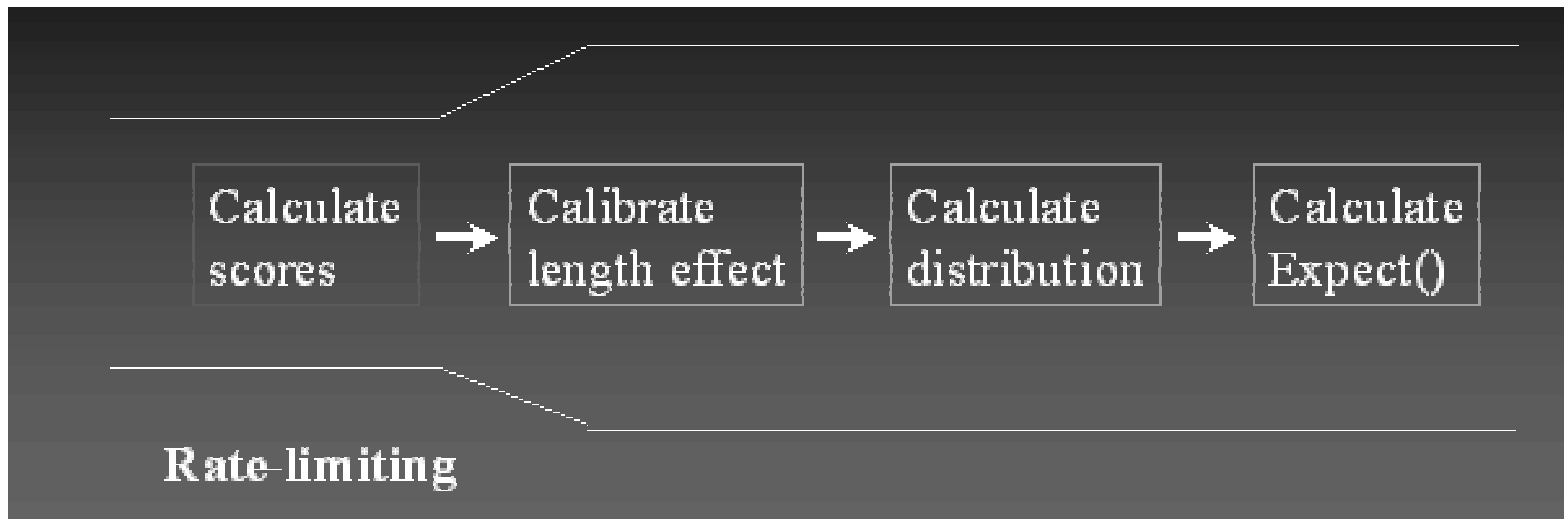 Calculate
scores
Calibrate
length effect
Calculate
distribution
Calculate
Expect()
Rate-limiting